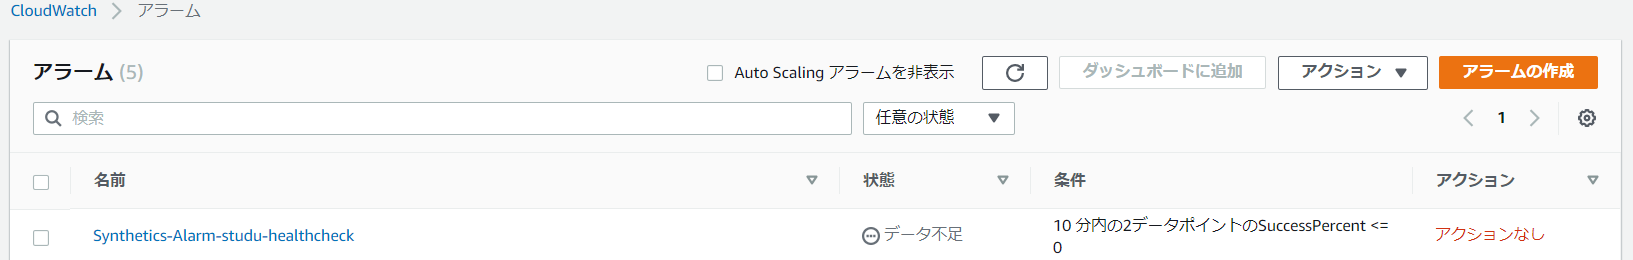 CloudWatch > アラーム
アラーム (5)
Auto Scaling アラームを非表示
ダッシュボードに追加
アクション
アラームの作成
検索
任意の状態
1
名前 状態 条件 アクション
Synthetics-Alarm-studu-healthcheck データ不足 10 分内の2データポイントのSuccessPercent <= アクションなし
0